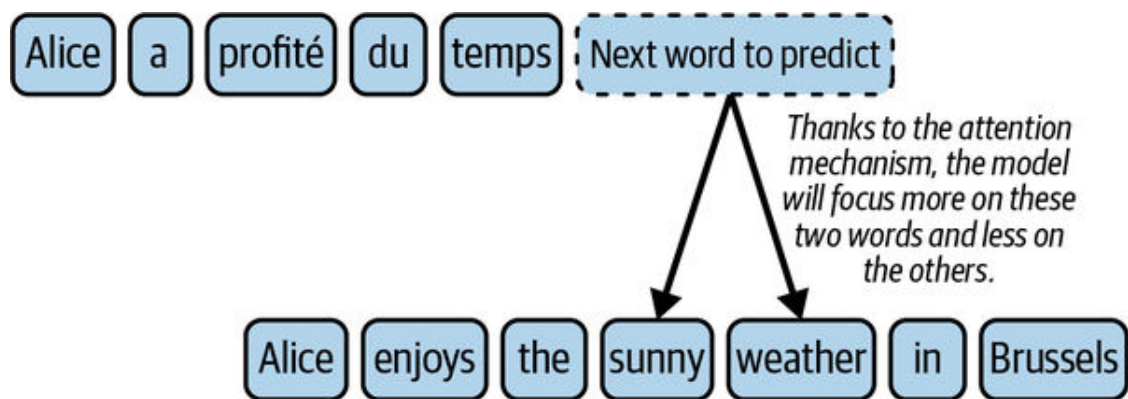 Alice a profité du temps Next word to predict
Thanks to the attention
mechanism, the model
will focus more on these
two words and less on
the others.
Alice enjoys the sunny weather in Brussels